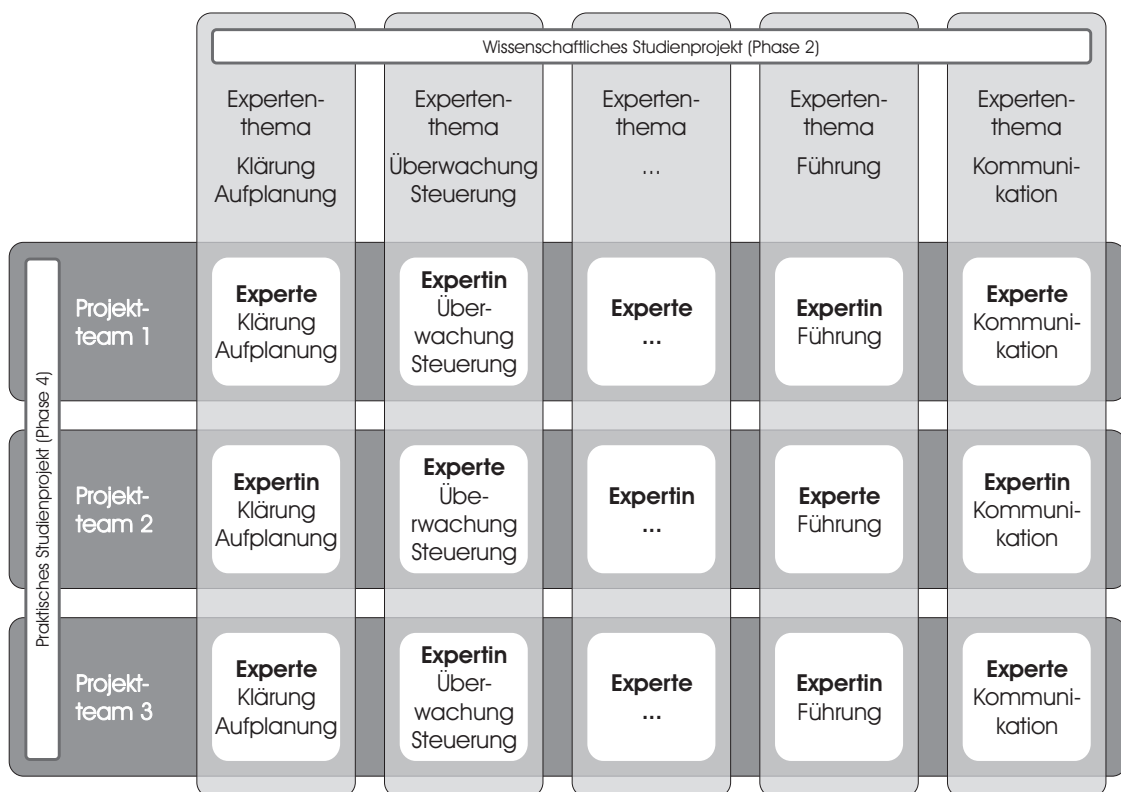 Wissenschaftliches Studienprojekt (Phase 2)
Experten-
thema
Klärung
Aufplanung
Experten-
thema
Überwachung
Steuerung
Experten-
thema
...
Experten-
thema
Führung
Experten-
thema
Kommuni-
kation
Praktisches Studienprojekt (Phase 4)
Projekt-
team 1
Experte
Klärung
Aufplanung
Expertin
Über-
wachung
Steuerung
Experte
...
Expertin
Führung
Experte
Kommuni-
kation
Projekt-
team 2
Expertin
Klärung
Aufplanung
Experte
Übe-
rwachung
Steuerung
Expertin
...
Experte
Führung
Expertin
Kommuni-
kation
Projekt-
team 3
Experte
Klärung
Aufplanung
Expertin
Über-
wachung
Steuerung
Experte
...
Expertin
Führung
Experte
Kommuni-
kation